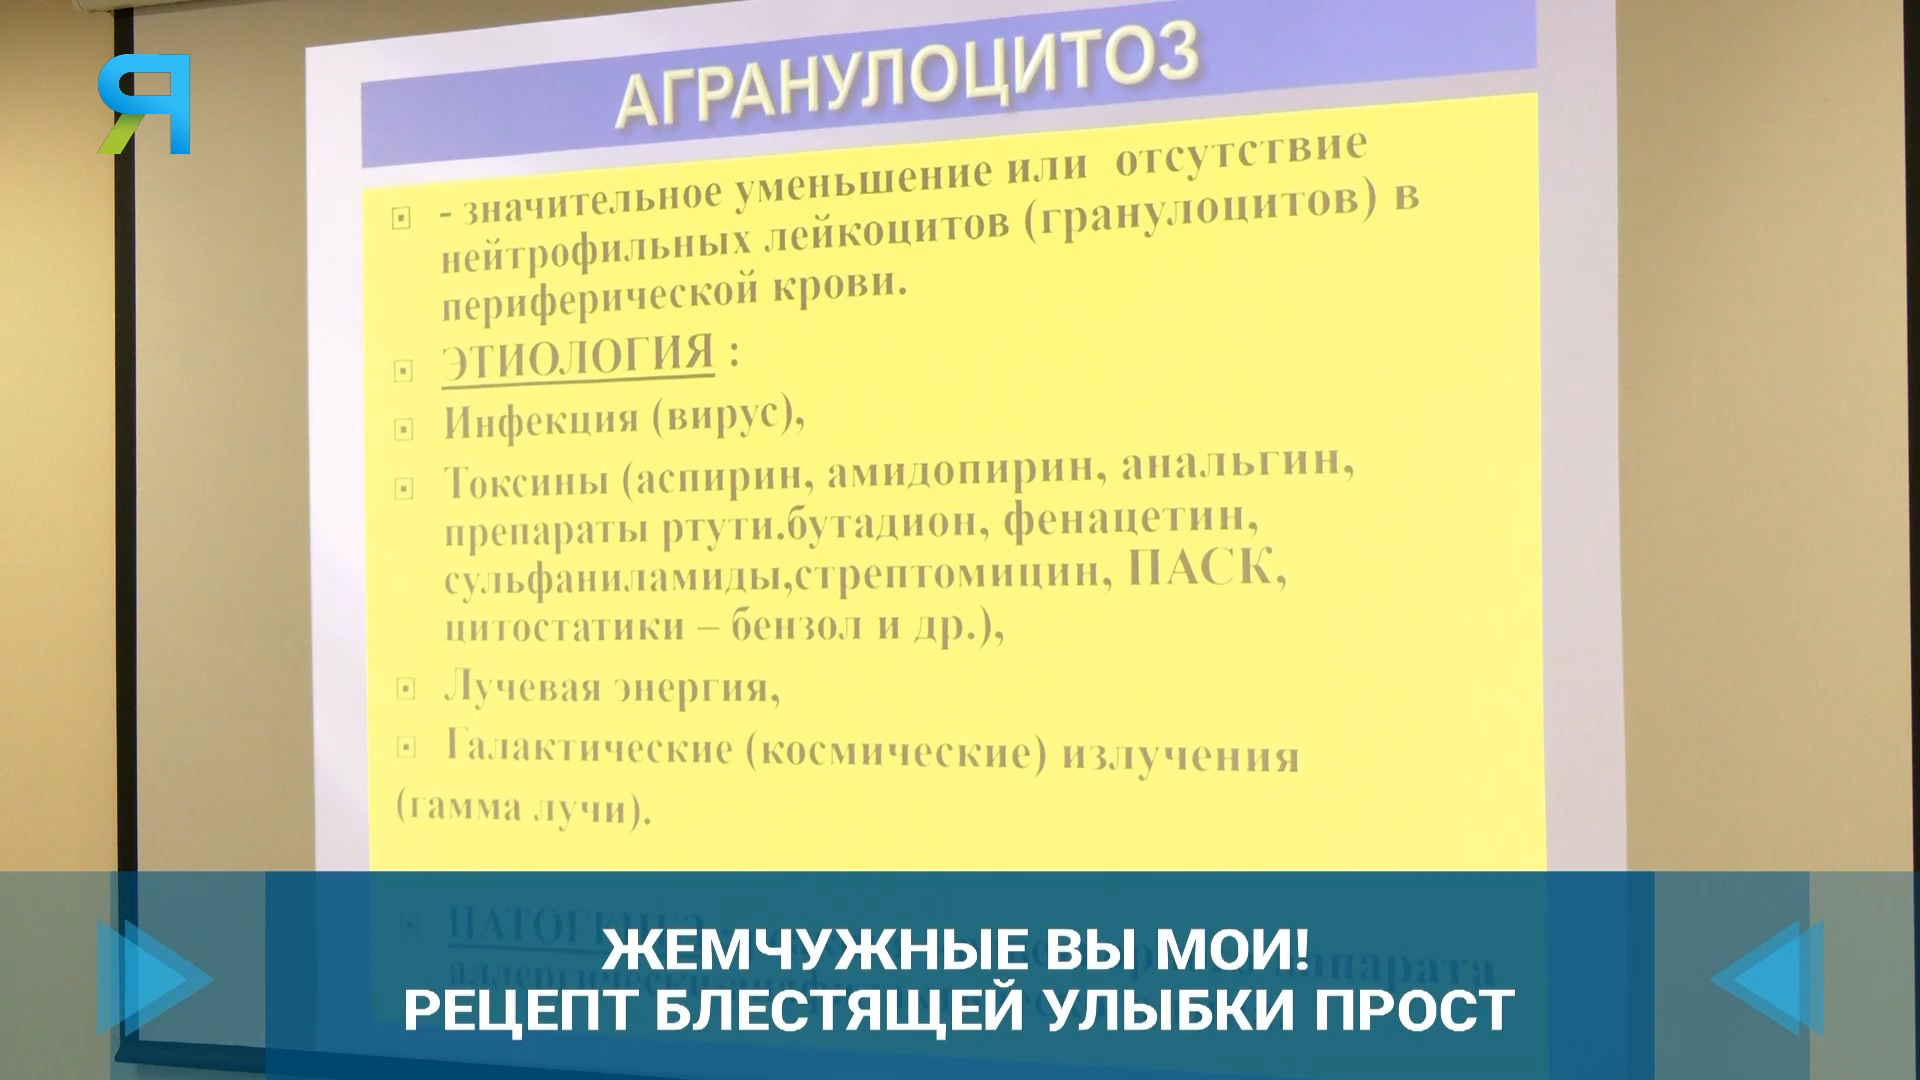 Я
АГРАНУЛОЦИТОЗ
- значительное уменьшение или отсутствие
нейтрофильных лейкоцитов (гранулоцитов) в
периферической крови.
ЭТИОЛОГИЯ :
Инфекция (вирус),
Токсины (аспирин, амидопирин, анальгин,
препараты ртути.бутадион, фенацетин,
сульфаниламиды,стрептомицин, ПАСК,
цитостатики – бензол и др.),
Лучевая энергия,
Галактические (космические) излучения
(гамма лучи).
ПАТОГЕНЕЗ
аппарата
ЖЕМЧУЖНЫЕ ВЫ МОИ!
РЕЦЕПТ БЛЕСТЯЩЕЙ УЛЫБКИ ПРОСТ